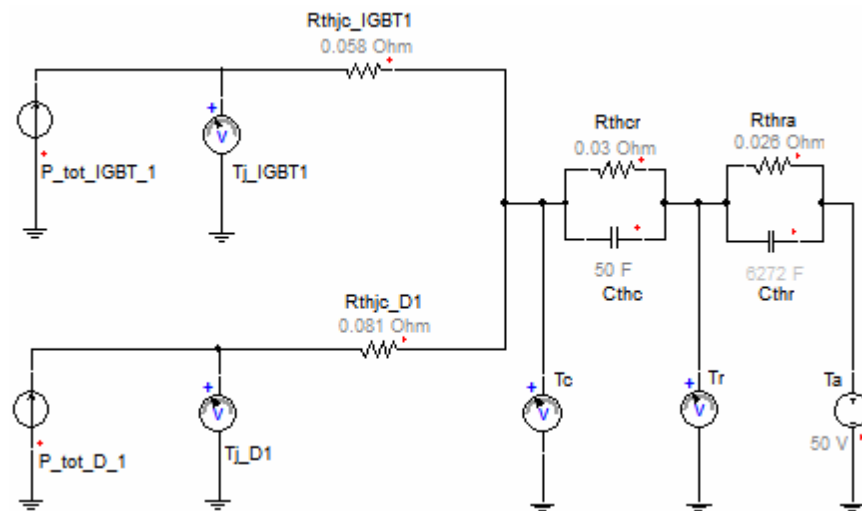 Rthjc_IGBT1
0.058 Ohm
P_tot_IGBT_1
V
Tj_IGBT1
Rthcr
0.03 Ohm
Rthra
0.026 Ohm
50 F
Cthc
6272 F
Cthr
Rthjc_D1
0.081 Ohm
P_tot_D_1
V
Tj_D1
Tc
V
Tr
V
Ta
50 V